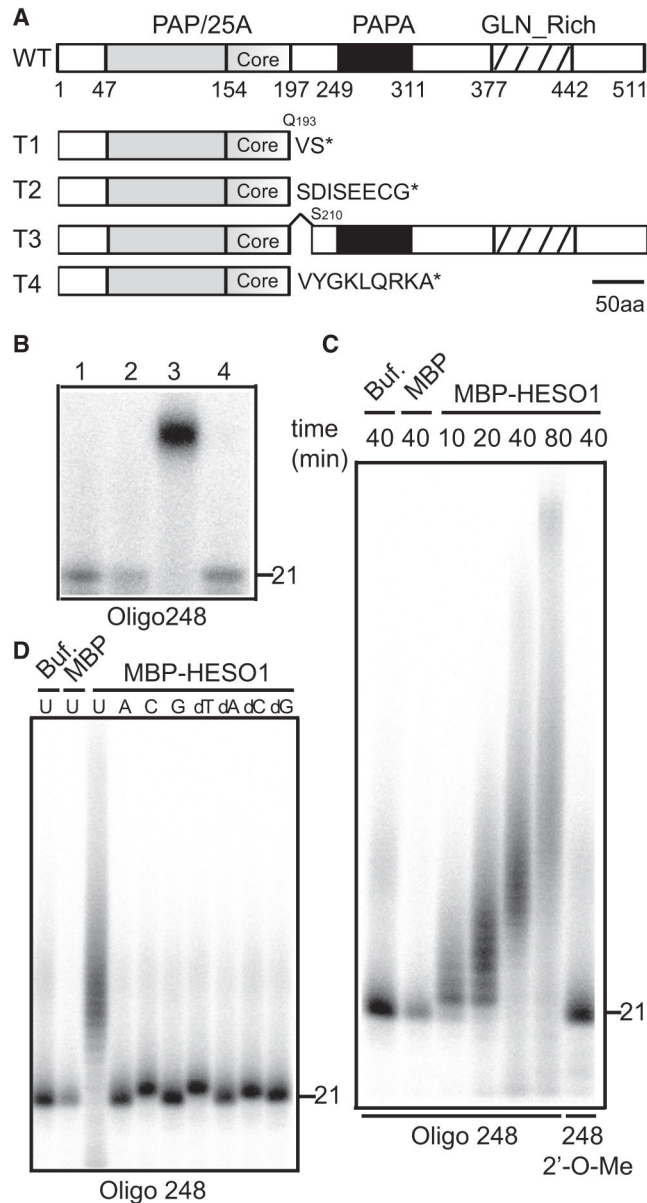 A
PAP/25A PAPA GLN_Rich
WT Core
1 47 154 197 249 311 377 442 511
Q193
T1 Core VS*
T2 Core SDISEECG*
S210
T3 Core
T4 Core VYGKLQRKA*
50aa
B
1 2 3 4
21
Oligo248
C
Buf. MBP MBP-HESO1
time (min) 40 40 10 20 40 80 40
21
Oligo 248 248
2'-O-Me
D
Buf. MBP MBP-HESO1
U U U A C G dT dA dC dG
21
Oligo 248